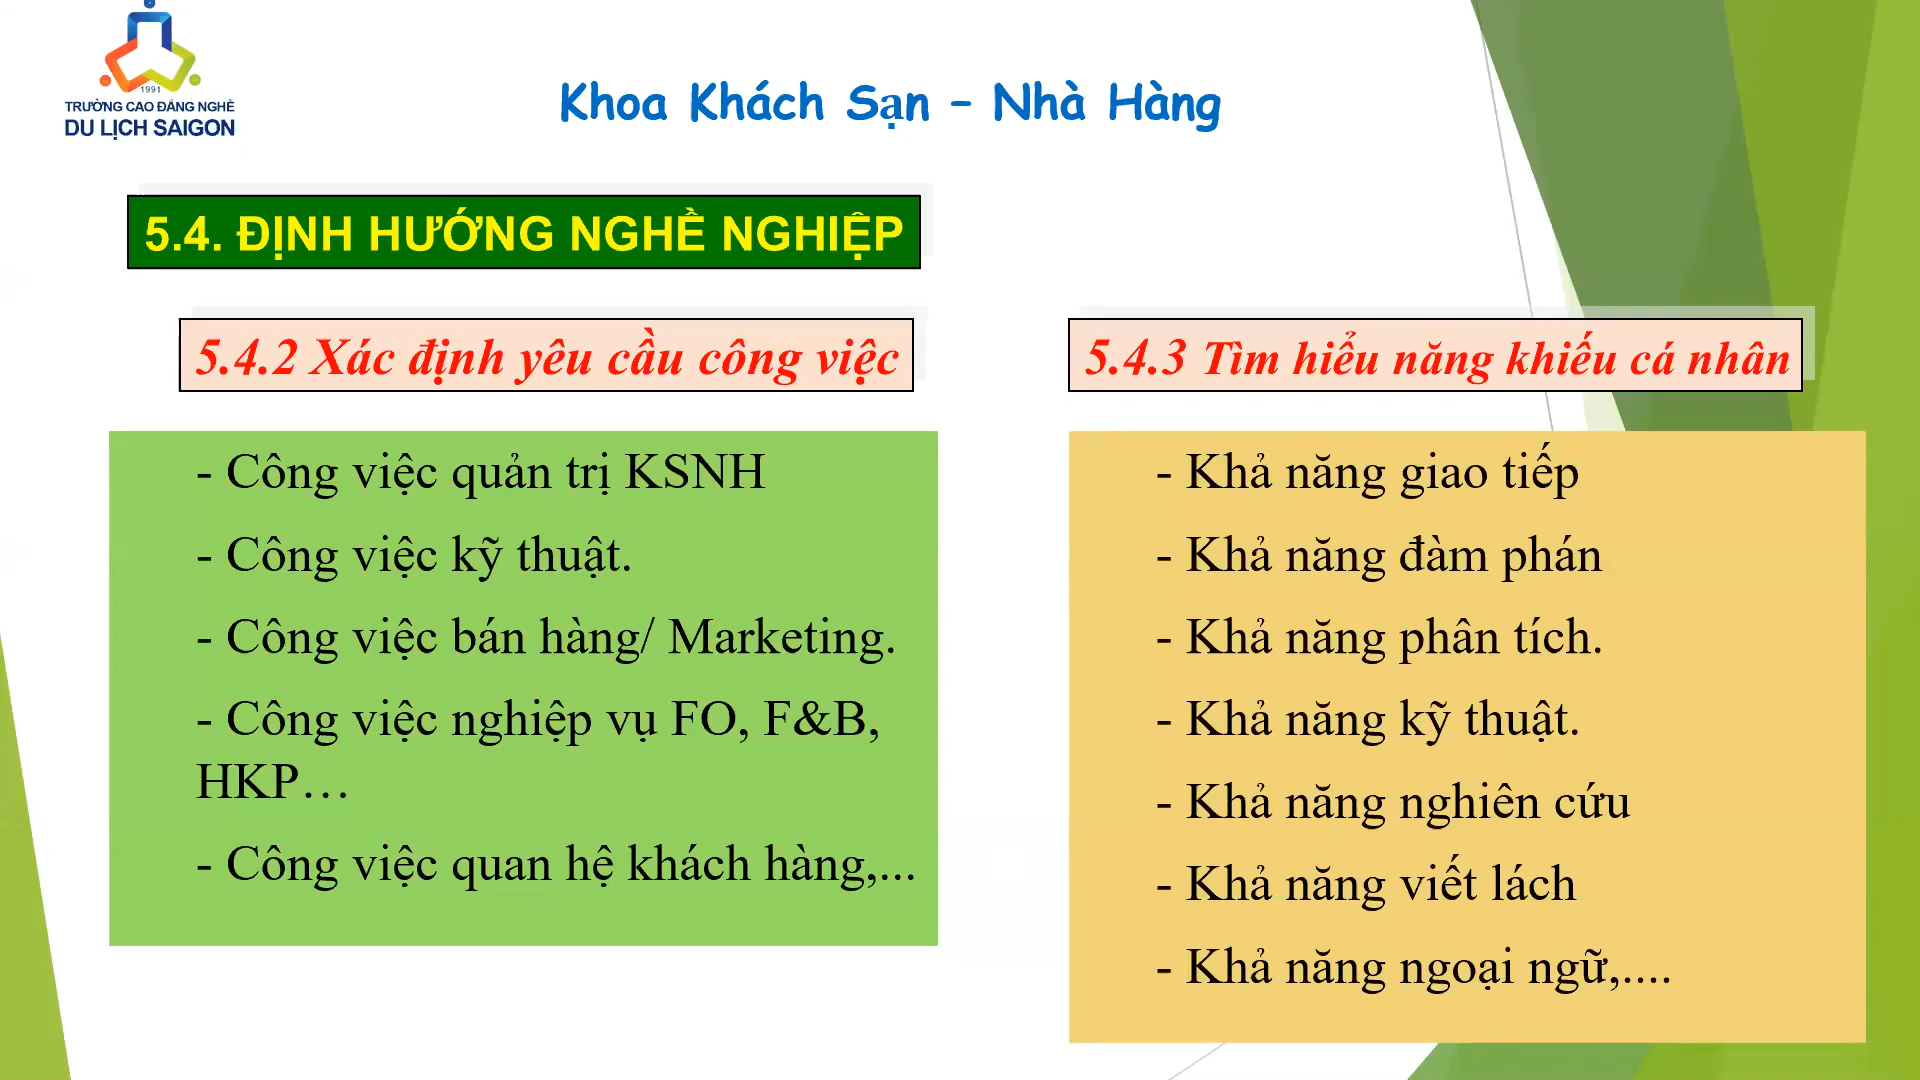 1991
TRƯỜNG CAO ĐẲNG NGHỀ
DU LỊCH SAIGON
Khoa Khách Sạn – Nhà Hàng
5.4. ĐỊNH HƯỚNG NGHỀ NGHIỆP
5.4.2 Xác định yêu cầu công việc
- Công việc quản trị KSNH
- Công việc kỹ thuật.
- Công việc bán hàng/ Marketing.
- Công việc nghiệp vụ FO, F&B,
HKP…
- Công việc quan hệ khách hàng,...
5.4.3 Tìm hiểu năng khiếu cá nhân
- Khả năng giao tiếp
- Khả năng đàm phán
- Khả năng phân tích.
- Khả năng kỹ thuật.
- Khả năng nghiên cứu
- Khả năng viết lách
- Khả năng ngoại ngữ,....